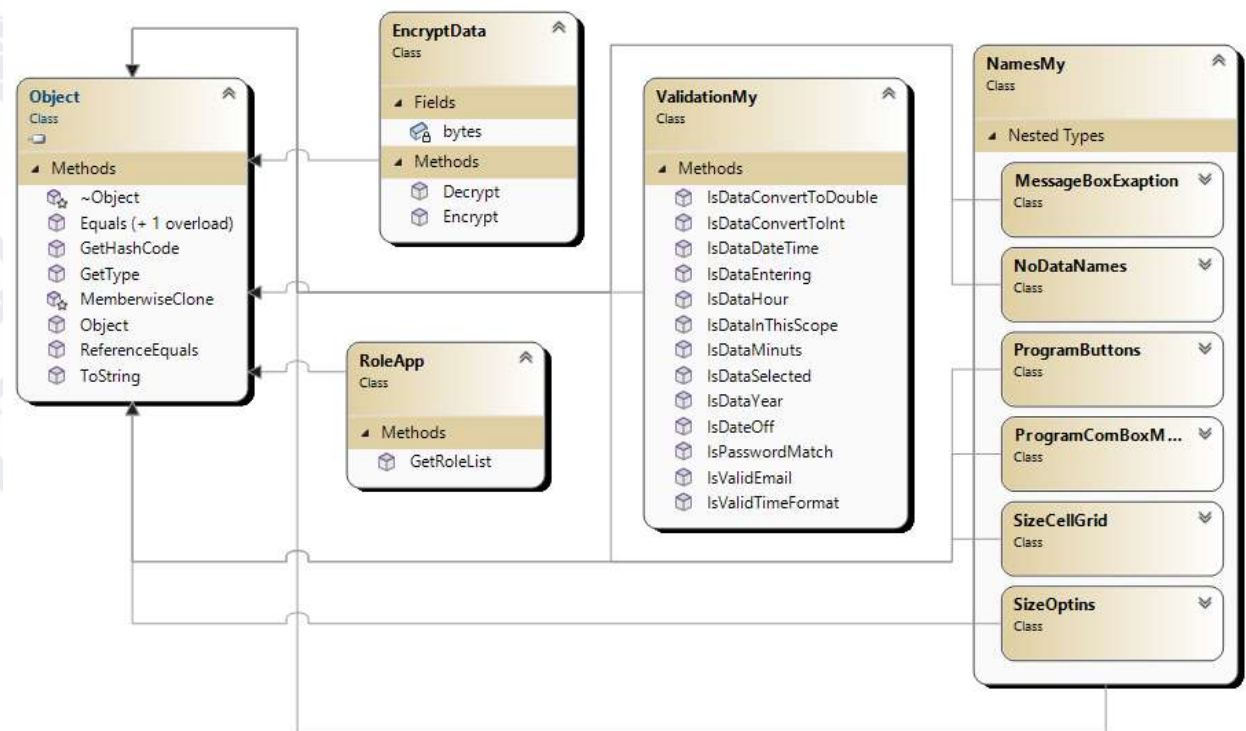 Object
Class
Methods
~Object
Equals (+ 1 overload)
GetHashCode
GetType
MemberwiseClone
Object
ReferenceEquals
ToString
EncryptData
Class
Fields
bytes
Methods
Decrypt
Encrypt
RoleApp
Class
Methods
GetRoleList
ValidationMy
Class
Methods
IsDataConvertToDouble
IsDataConvertToInt
IsDataDateTime
IsDataEntering
IsDataHour
IsDataInThisScope
IsDataMinuts
IsDataSelected
IsDataYear
IsDateOff
IsPasswordMatch
IsValidEmail
IsValidTimeFormat
NamesMy
Class
Nested Types
MessageBoxExaption
Class
NoDataNames
Class
ProgramButtons
Class
ProgramComBoxM...
Class
SizeCellGrid
Class
SizeOptins
Class